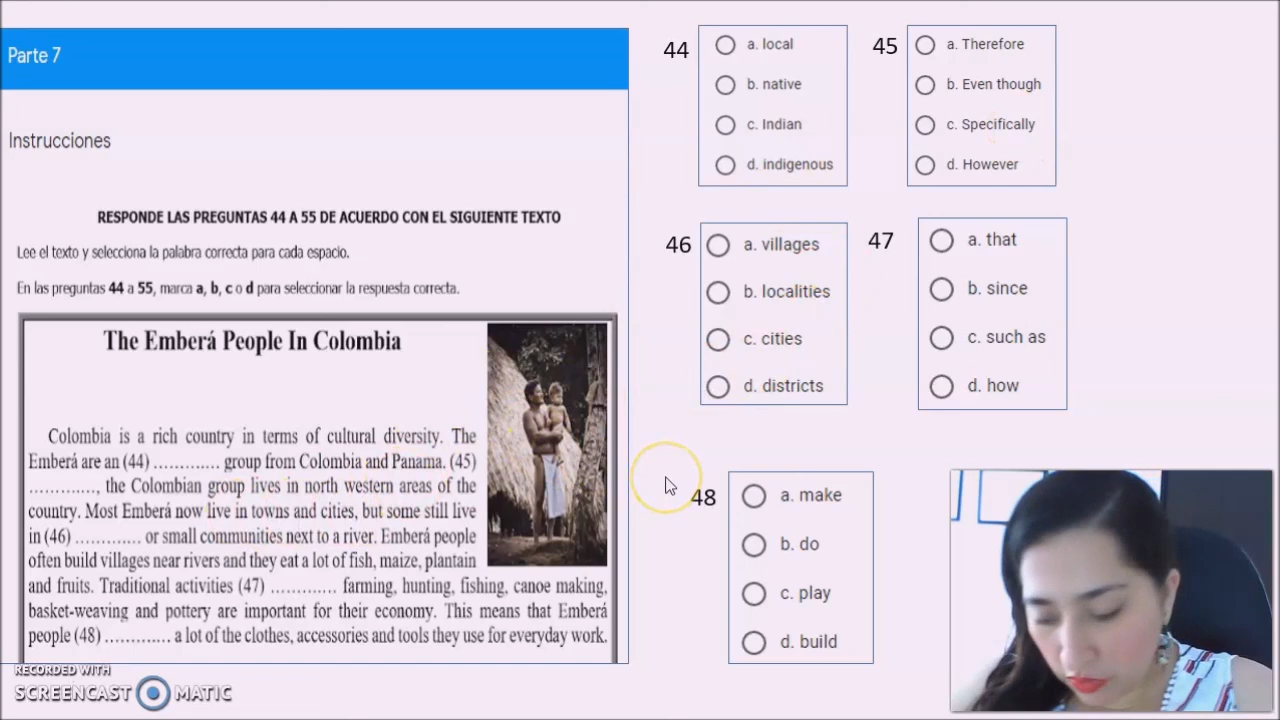 Parte 7
Instrucciones
RESPONDE LAS PREGUNTAS 44 A 55 DE ACUERDO CON EL SIGUIENTE TEXTO
Lee el texto y selecciona la palabra correcta para cada espacio.
En las preguntas 44 a 55, marca a, b, c o d para seleccionar la respuesta correcta.
The Emberá People In Colombia
Colombia is a rich country in terms of cultural diversity. The
Emberá are an (44) ............. group from Colombia and Panama. (45)
............., the Colombian group lives in north western areas of the
country. Most Emberá now live in towns and cities, but some still live
in (46) ............. or small communities next to a river. Emberá people
often build villages near rivers and they eat a lot of fish, maize, plantain
and fruits. Traditional activities (47) ............. farming, hunting, fishing, canoe making,
basket-weaving and pottery are important for their economy. This means that Emberá
people (48) ............. a lot of the clothes, accessories and tools they use for everyday work.
44
a. local
b. native
c. Indian
d. indigenous
45
a. Therefore
b. Even though
c. Specifically
d. However
46
a. villages
b. localities
c. cities
d. districts
47
a. that
b. since
c. such as
d. how
48
a. make
b. do
c. play
d. build
RECORDED WITH
SCREENCAST MATIC